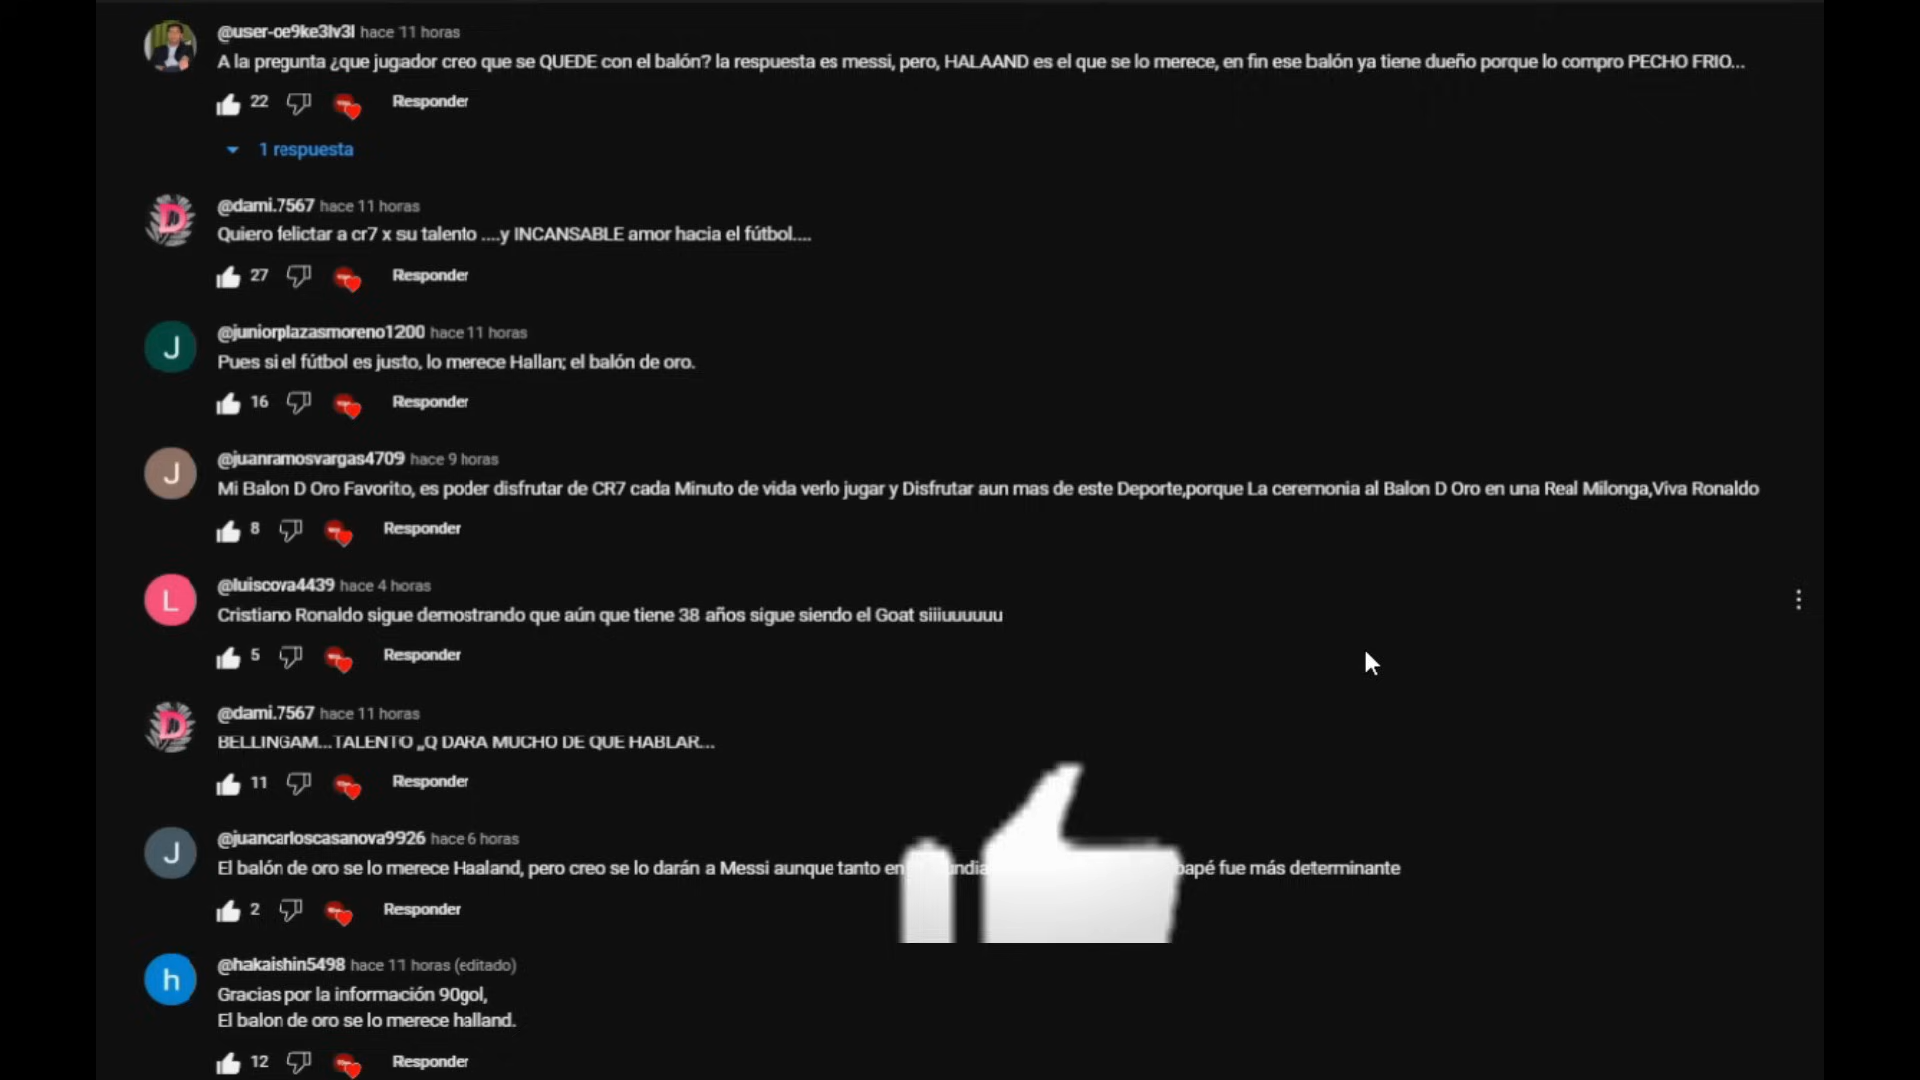 @user-oe9ke3lv3l hace 11 horas
A la pregunta ¿que jugador creo que se QUEDE con el balón? la respuesta es messi, pero, HALAAND es el que se lo merece, en fin ese balón ya tiene dueño porque lo compro PECHO FRIO...
22 Responder
1 respuesta
@dami.7567 hace 11 horas
Quiero felictar a cr7 x su talento ....y INCANSABLE amor hacia el fútbol....
27 Responder
@juniorplazasmoreno1200 hace 11 horas
Pues si el fútbol es justo, lo merece Hallan; el balón de oro.
16 Responder
@juanramosvargas4709 hace 9 horas
Mi Balon D Oro Favorito, es poder disfrutar de CR7 cada Minuto de vida verlo jugar y Disfrutar aun mas de este Deporte,porque La ceremonia al Balon D Oro en una Real Milonga,Viva Ronaldo
8 Responder
@luiscova4439 hace 4 horas
Cristiano Ronaldo sigue demostrando que aún que tiene 38 años sigue siendo el Goat siiiuuuuuu
5 Responder
@dami.7567 hace 11 horas
BELLINGAM...TALENTO ,,Q DARA MUCHO DE QUE HABLAR...
11 Responder
@juancarloscasanova9926 hace 6 horas
El balón de oro se lo merece Haaland, pero creo se lo darán a Messi aunque tanto en fue más determinante
2 Responder
@hakaishin5498 hace 11 horas (editado)
Gracias por la información 90gol,
El balon de oro se lo merece halland.
12 Responder